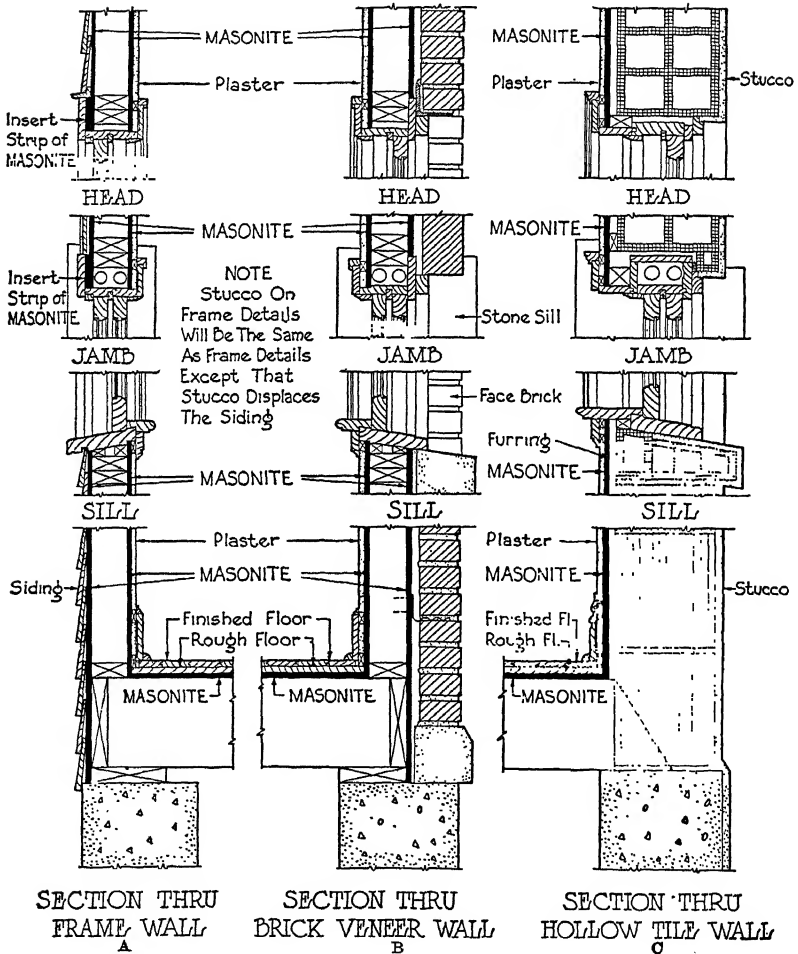 MASONITE
Plaster
Insert
Strip of
MASONITE
MASONITE
Plaster
Stucco
HEAD
HEAD
HEAD
MASONITE
Insert
Strip of
MASONITE
NOTE
Stucco On
Frame Details
Will Be The Same
As Frame Details
Except That
Stucco Displaces
The Siding
MASONITE
Stone Sill
JAMB
JAMB
JAMB
Face Brick
Furring
MASONITE
MASONITE
SILL
SILL
SILL
Plaster
MASONITE
Siding
Finished Floor
Rough Floor
MASONITE
MASONITE
Plaster
MASONITE
Stucco
Finished Fl.
Rough Fl.
MASONITE
SECTION THRU
FRAME WALL
A
SECTION THRU
BRICK VENEER WALL
B
SECTION THRU
HOLLOW TILE WALL
C